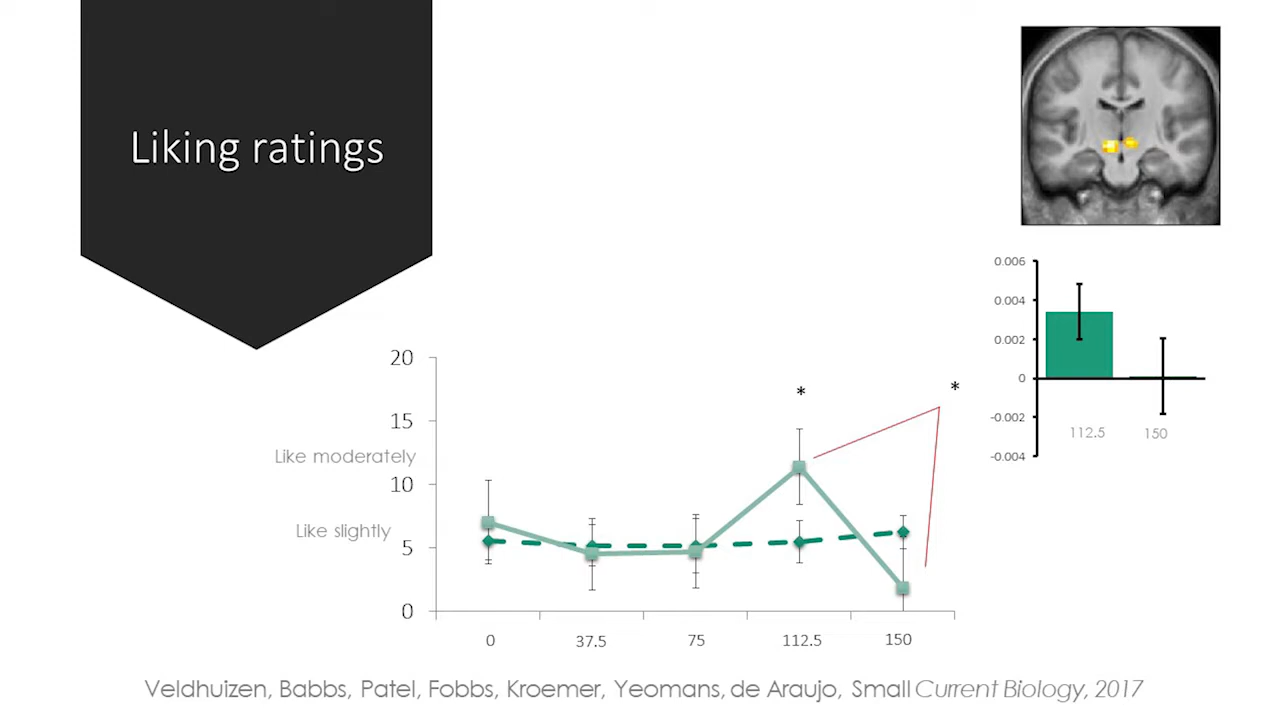 Liking ratings
0.006
0.004
0.002
0
-0.002
-0.004
112.5 150
20
15
10
5
0
Like moderately
Like slightly
*
*
0 37.5 75 112.5 150
Veldhuizen, Babbs, Patel, Fobbs, Kroemer, Yeomans, de Araujo, Small Current Biology, 2017